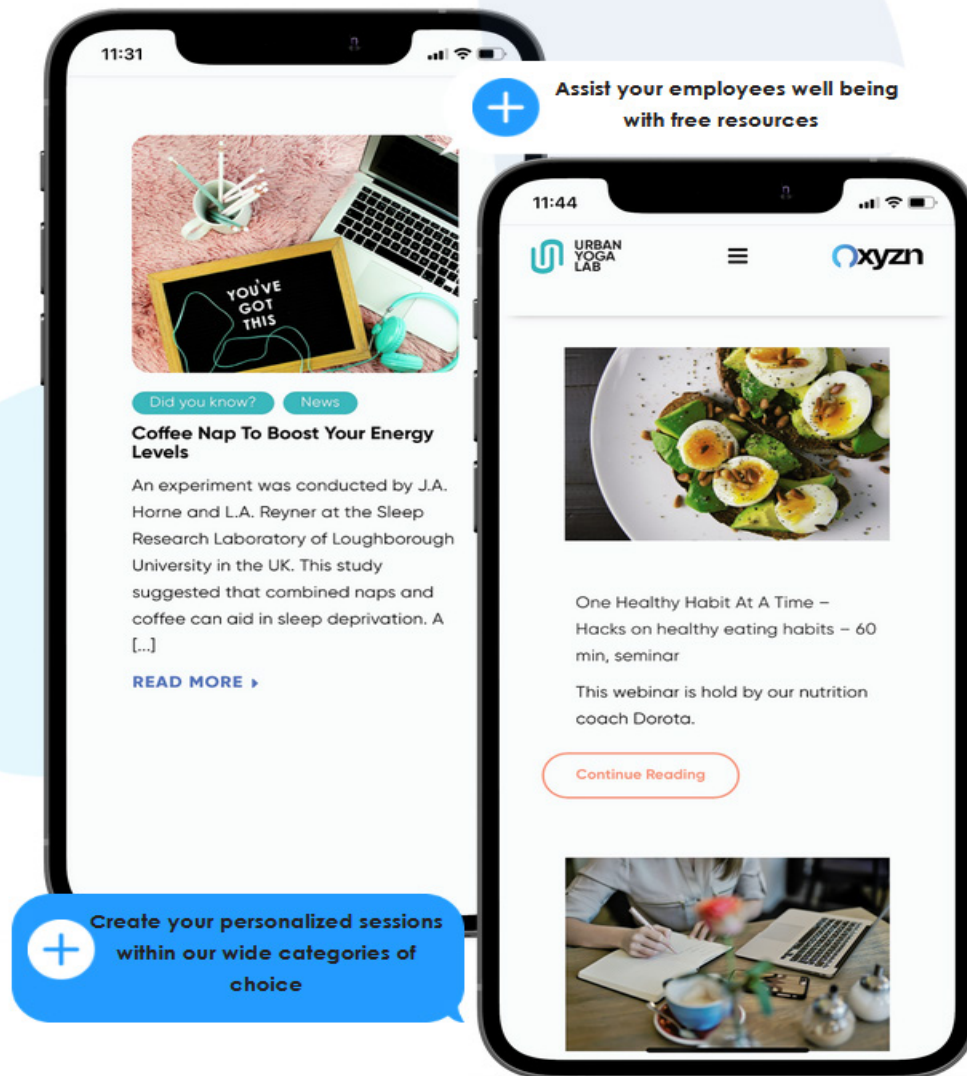 11:31
YOU'VE
GOT
THIS
Did you know? News
Coffee Nap To Boost Your Energy
Levels
An experiment was conducted by J.A.
Horne and L.A. Reyner at the Sleep
Research Laboratory of Loughborough
University in the UK. This study
suggested that combined naps and
coffee can aid in sleep deprivation. A
[...]
READ MORE
Assist your employees well being
with free resources
11:44
URBAN
YOGA
LAB
Oxyzn
One Healthy Habit At A Time –
Hacks on healthy eating habits – 60
min, seminar
This webinar is hold by our nutrition
coach Dorota.
Continue Reading
Create your personalized sessions
within our wide categories of
choice